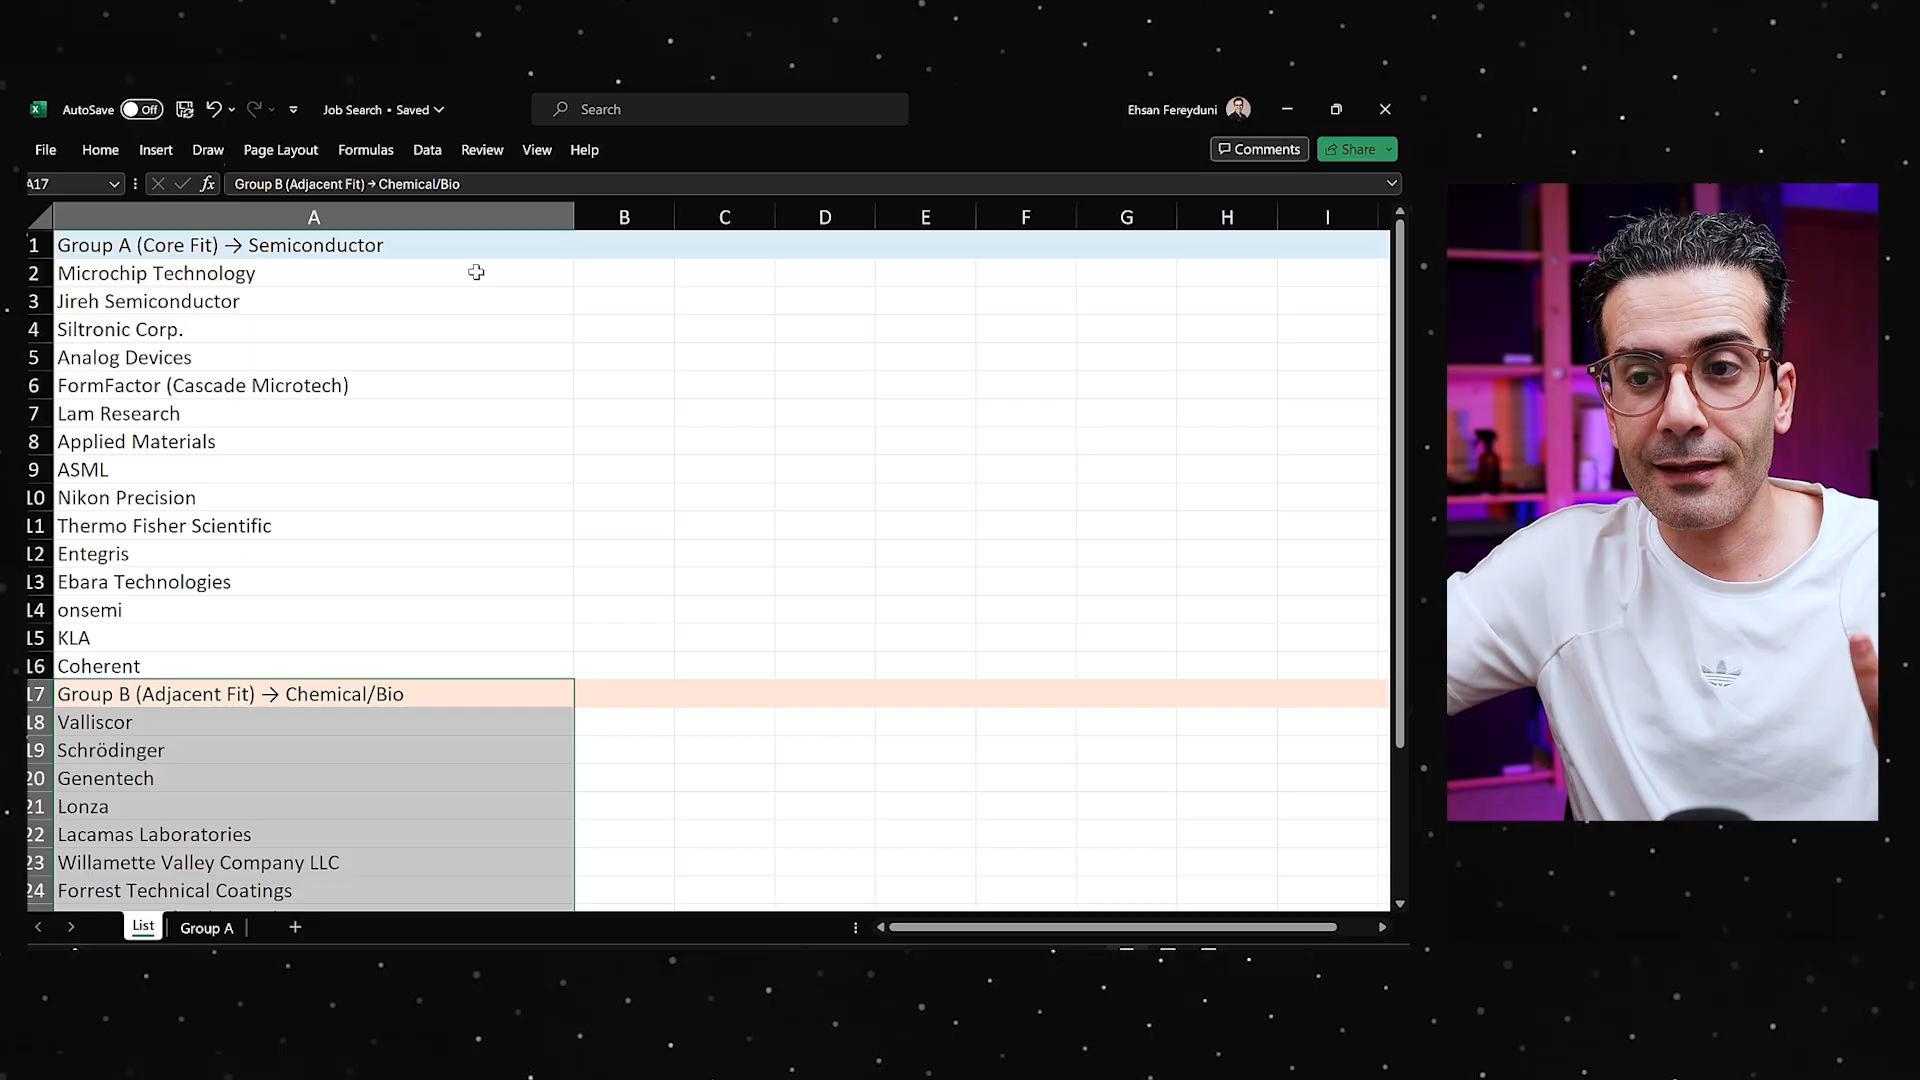 AutoSave Off Job Search • Saved Search Ehsan Fereyduni
File Home Insert Draw Page Layout Formulas Data Review View Help Comments Share
A17 fx Group B (Adjacent Fit) → Chemical/Bio
A B C D E F G H I
1 Group A (Core Fit) → Semiconductor
2 Microchip Technology
3 Jireh Semiconductor
4 Siltronic Corp.
5 Analog Devices
6 FormFactor (Cascade Microtech)
7 Lam Research
8 Applied Materials
9 ASML
10 Nikon Precision
11 Thermo Fisher Scientific
12 Entegris
13 Ebara Technologies
14 onsemi
15 KLA
16 Coherent
17 Group B (Adjacent Fit) → Chemical/Bio
18 Valliscor
19 Schrödinger
20 Genentech
21 Lonza
22 Lacamas Laboratories
23 Willamette Valley Company LLC
24 Forrest Technical Coatings
List Group A